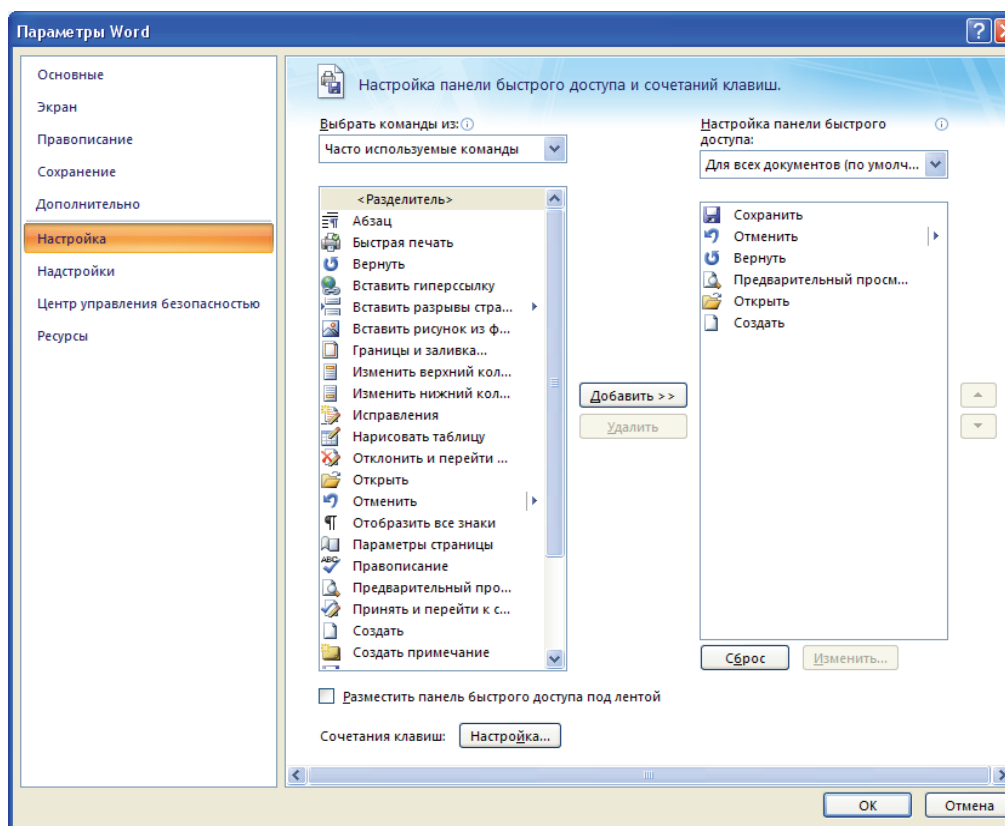 Параметры Word
Основные
Экран
Правописание
Сохранение
Дополнительно
Настройка
Надстройки
Центр управления безопасностью
Ресурсы
Настройка панели быстрого доступа и сочетаний клавиш.
Выбрать команды из:
Часто используемые команды
<Разделитель>
Абзац
Быстрая печать
Вернуть
Вставить гиперссылку
Вставить разрывы стра...
Вставить рисунок из ф...
Границы и заливка...
Изменить верхний кол...
Изменить нижний кол...
Исправления
Нарисовать таблицу
Отклонить и перейти ...
Открыть
Отменить
Отобразить все знаки
Параметры страницы
Правописание
Предварительный про...
Принять и перейти к с...
Создать
Создать примечание
Добавить >>
Удалить
Настройка панели быстрого
доступа:
Для всех документов (по умолч...
Сохранить
Отменить
Вернуть
Предварительный просм...
Открыть
Создать
Сброс
Изменить...
Разместить панель быстрого доступа под лентой
Сочетания клавиш:
Настройка...
ОК
Отмена